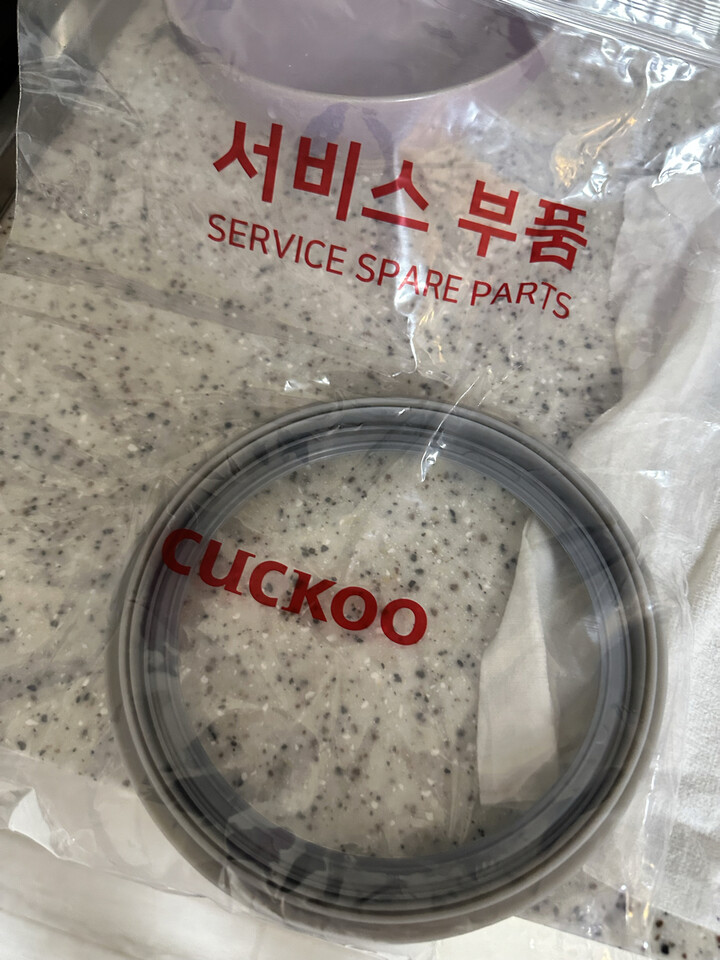 서비스 부품
SERVICE SPARE PARTS
CUCKOO